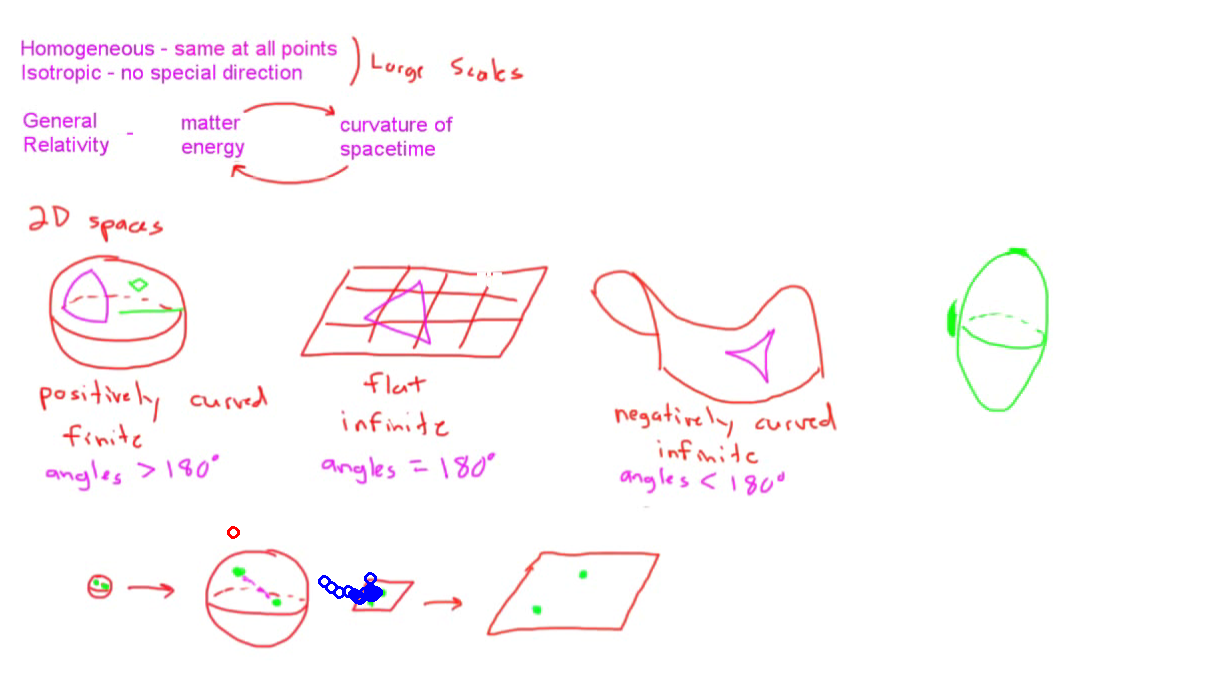 Homogeneous - same at all points
Isotropic - no special direction
Large Scales
General Relativity -
matter energy
curvature of spacetime
2D spaces
positively curved
finite
angles > 180°
flat
infinite
angles = 180°
negatively curved
infinite
angles < 180°